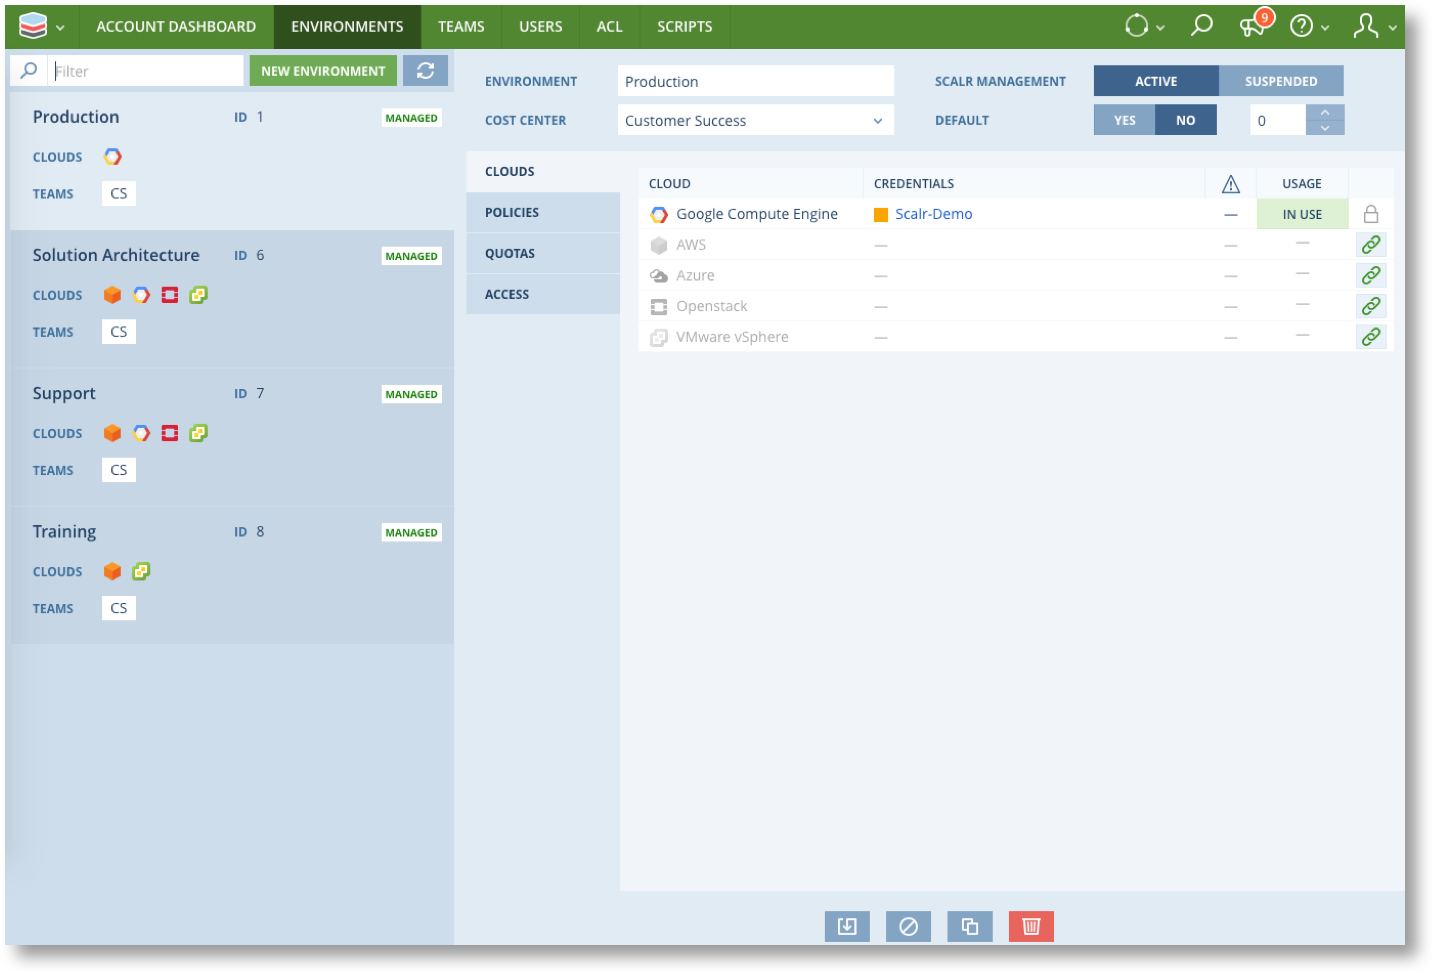 ACCOUNT DASHBOARD ENVIRONMENTS TEAMS USERS ACL SCRIPTS 9
Filter NEW ENVIRONMENT
Production ID 1 MANAGED
CLOUDS
TEAMS CS
Solution Architecture ID 6 MANAGED
CLOUDS
TEAMS CS
Support ID 7 MANAGED
CLOUDS
TEAMS CS
Training ID 8 MANAGED
CLOUDS
TEAMS CS
ENVIRONMENT Production SCALR MANAGEMENT ACTIVE SUSPENDED
COST CENTER Customer Success DEFAULT YES NO 0
CLOUDS
POLICIES
QUOTAS
ACCESS
CLOUD CREDENTIALS USAGE
Google Compute Engine Scalr-Demo — IN USE
AWS — — —
Azure — — —
Openstack — — —
VMware vSphere — — —